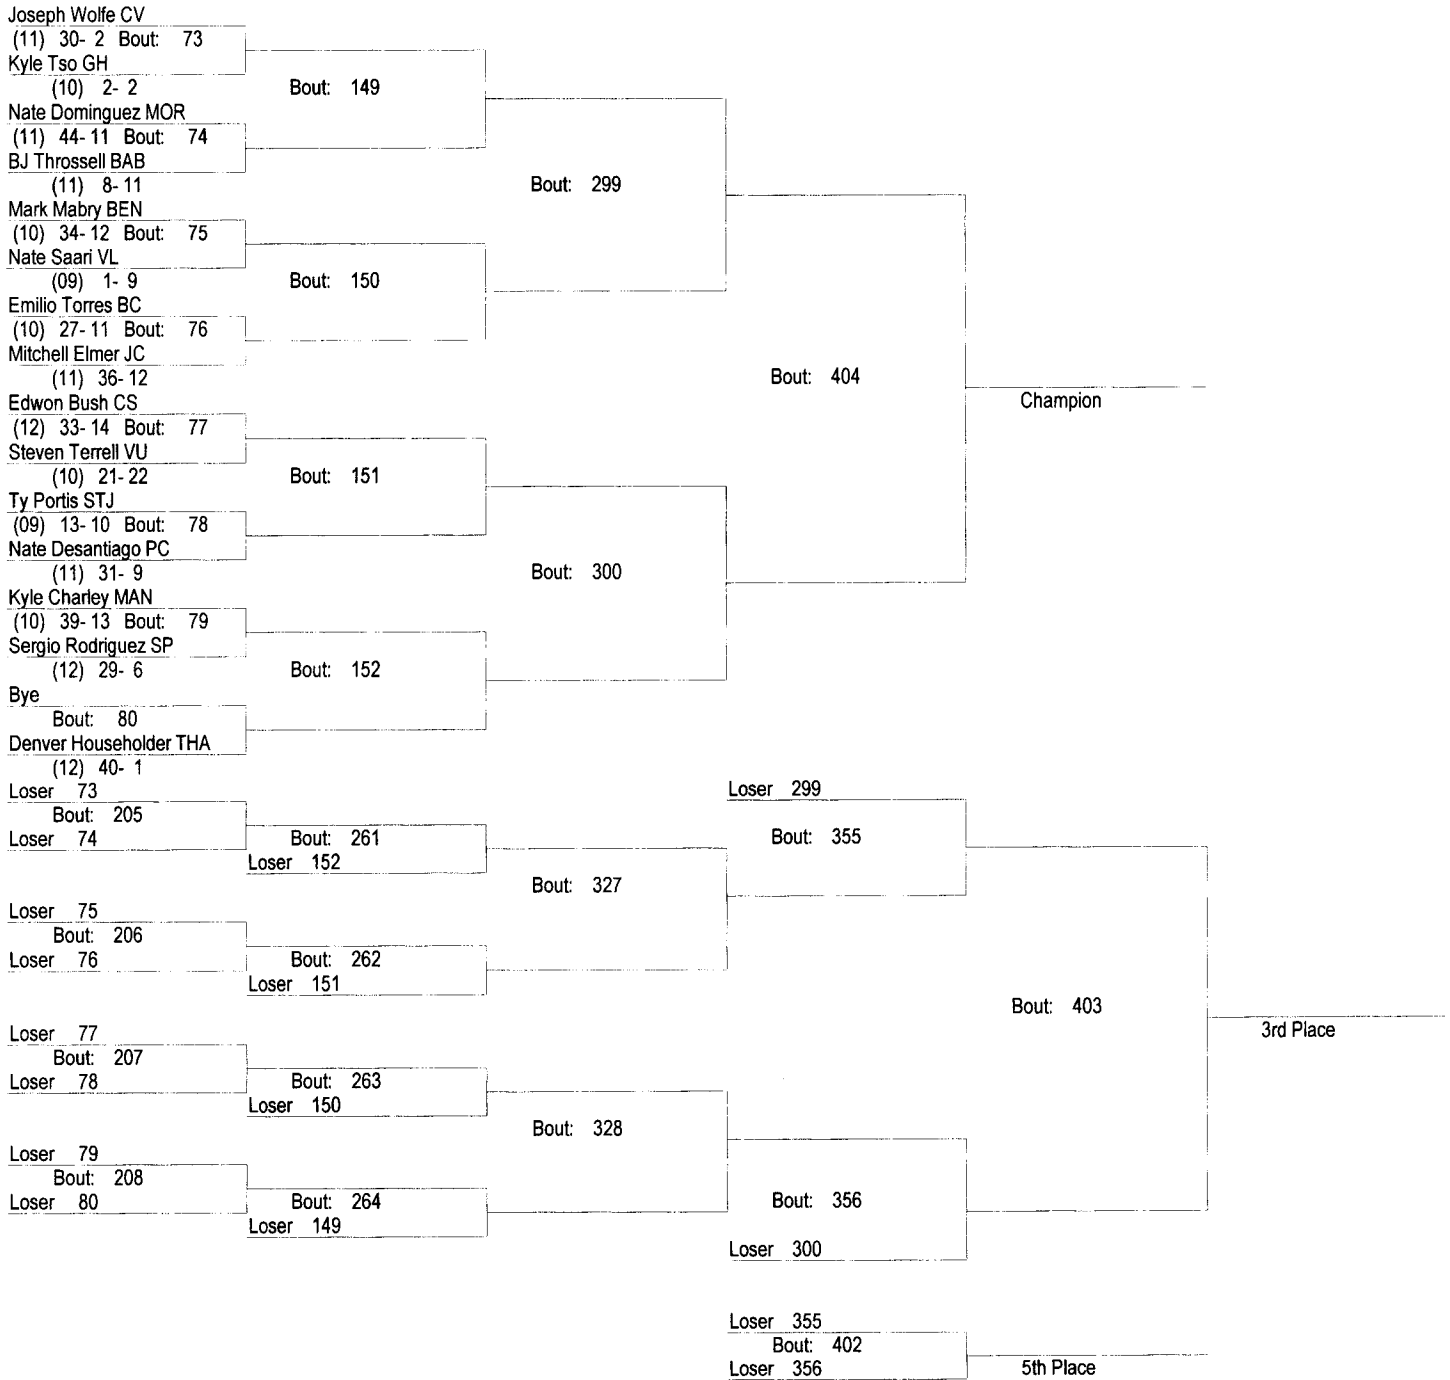 Joseph Wolfe CV
(11) 30- 2 Bout: 73
Kyle Tso GH
(10) 2- 2
Bout: 149
Nate Dominguez MOR
(11) 44- 11 Bout: 74
BJ Throssell BAB
(11) 8- 11
Bout: 299
Mark Mabry BEN
(10) 34- 12 Bout: 75
Nate Saari VL
(09) 1- 9
Bout: 150
Emilio Torres BC
(10) 27- 11 Bout: 76
Mitchell Elmer JC
(11) 36- 12
Bout: 404
Champion
Edwon Bush CS
(12) 33- 14 Bout: 77
Steven Terrell VU
(10) 21- 22
Bout: 151
Ty Portis STJ
(09) 13- 10 Bout: 78
Nate Desantiago PC
(11) 31- 9
Bout: 300
Kyle Charley MAN
(10) 39- 13 Bout: 79
Sergio Rodriguez SP
(12) 29- 6
Bout: 152
Bye
Bout: 80
Denver Householder THA
(12) 40- 1
Loser 73
Bout: 205
Loser 74
Bout: 261
Loser 152
Loser 299
Bout: 355
Bout: 327
Loser 75
Bout: 206
Loser 76
Bout: 262
Loser 151
Bout: 403
3rd Place
Loser 77
Bout: 207
Loser 78
Bout: 263
Loser 150
Bout: 328
Loser 79
Bout: 208
Loser 80
Bout: 264
Loser 149
Bout: 356
Loser 300
Loser 355
Bout: 402
Loser 356
5th Place